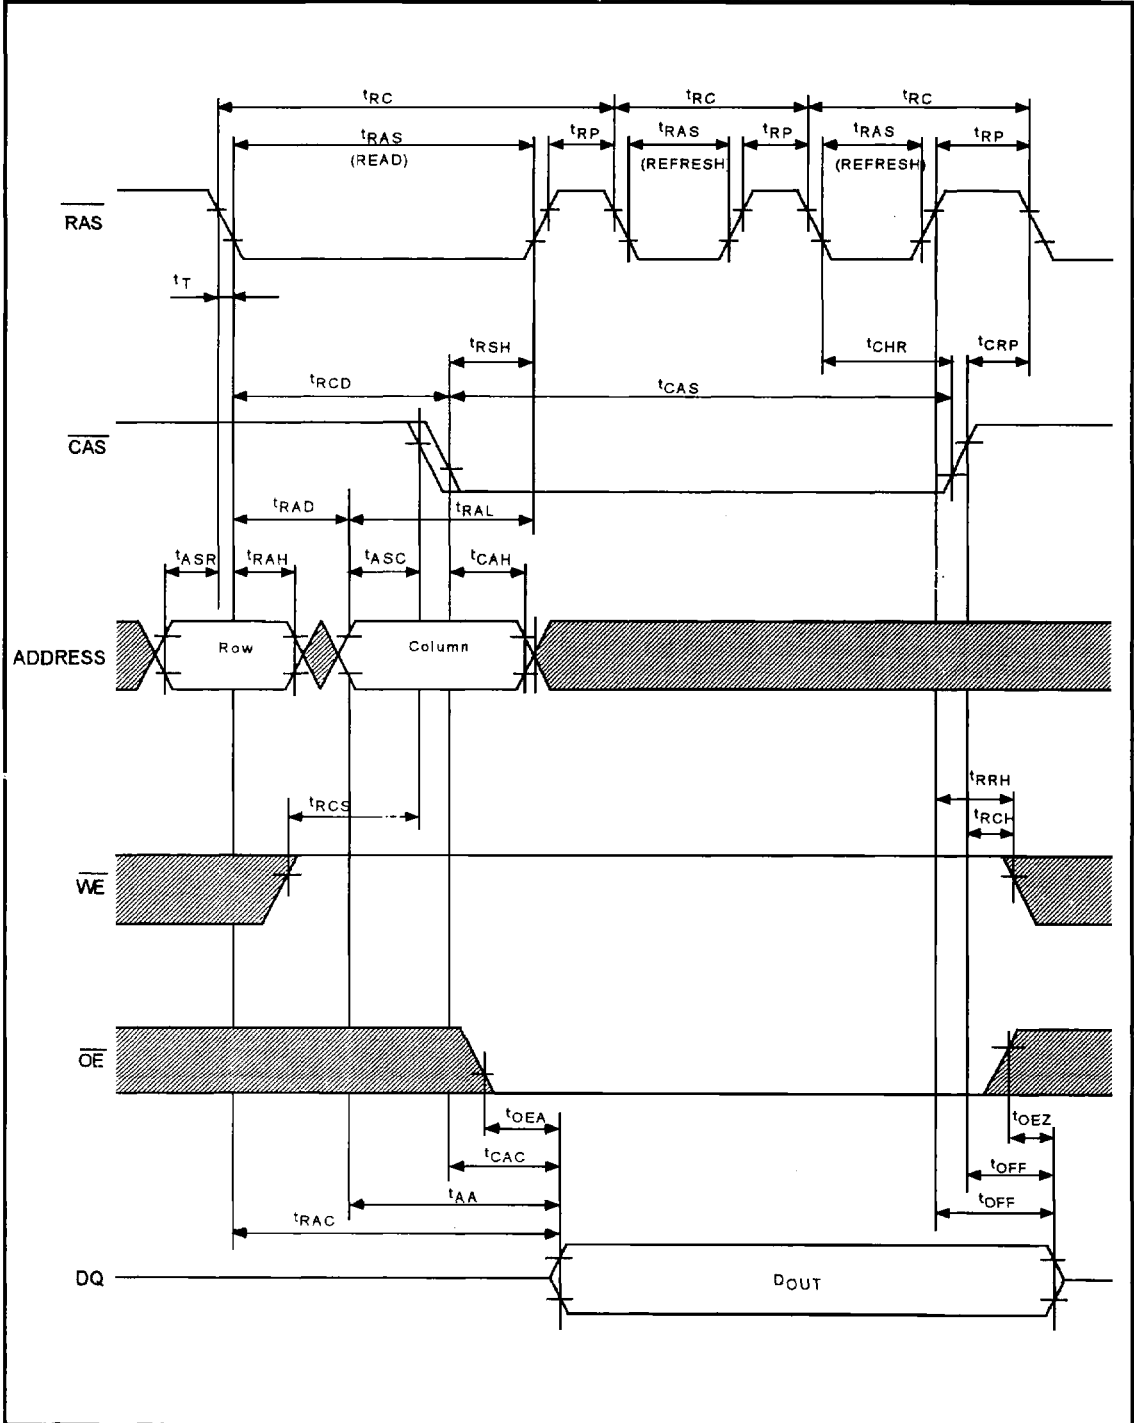 tRC tRC tRC
tRAS tRP tRAS tRP tRAS tRP
(READ) (REFRESH) (REFRESH)
RAS
tT
tRSH tCHR tCRP
tRCD tCAS
CAS
tRAD tRAL
tASR tRAH tASC tCAH
ADDRESS Row Column
tRRH
tRCS tRCH
WE
OE
tOEA tOEZ
tCAC tOFF
tAA tOFF
tRAC
DQ DOUT